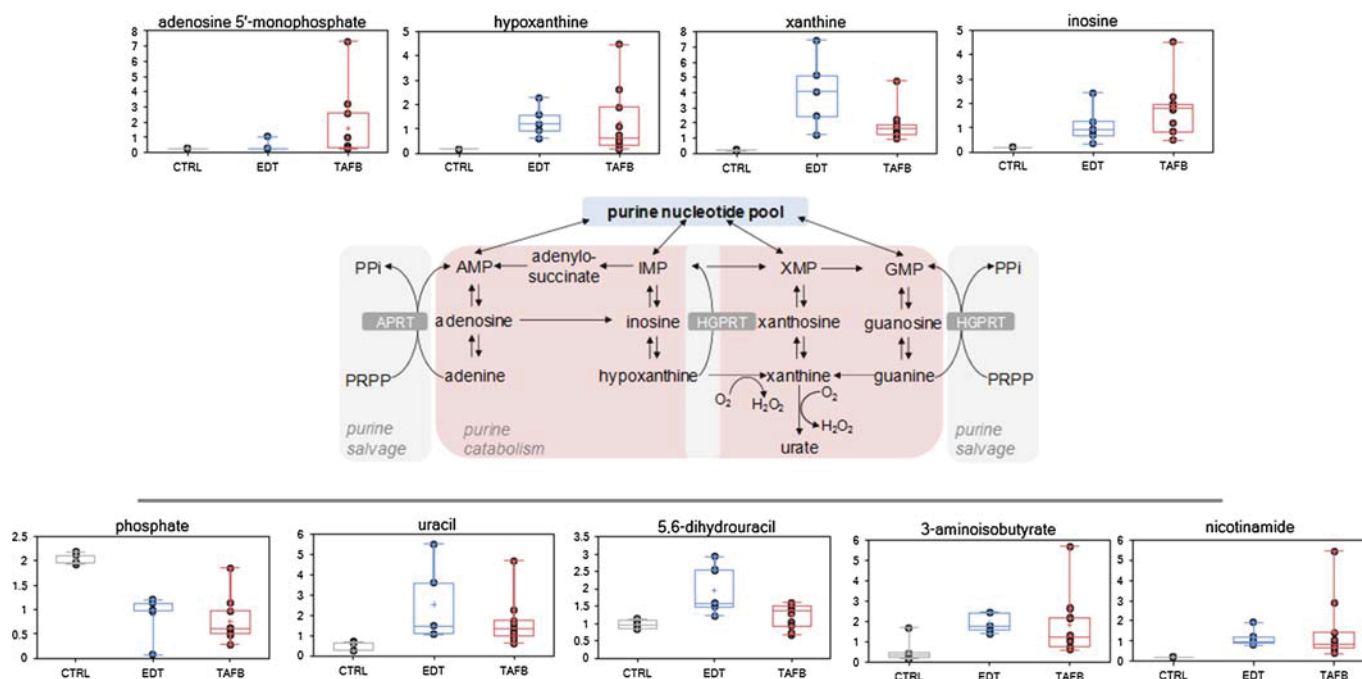 adenosine 5'-monophosphate
hypoxanthine
xanthine
inosine
8
7
6
5
4
3
2
1
0
CTRL EDT TAFB
5
4
3
2
1
0
CTRL EDT TAFB
8
7
6
5
4
3
2
1
0
CTRL EDT TAFB
5
4
3
2
1
0
CTRL EDT TAFB
purine nucleotide pool
PPi
AMP
adenylo-
succinate
IMP
XMP
GMP
PPi
APRT
adenosine
inosine
HGPRT
xanthosine
guanosine
HGPRT
PRPP
adenine
hypoxanthine
xanthine
guanine
PRPP
O2
H2O2
O2
H2O2
urate
purine
salvage
purine
catabolism
purine
salvage
phosphate
uracil
5,6-dihydrouracil
3-aminoisobutyrate
nicotinamide
2.5
2
1.5
1
0.5
0
CTRL EDT TAFB
6
5
4
3
2
1
0
CTRL EDT TAFB
3.5
3
2.5
2
1.5
1
0.5
0
CTRL EDT TAFB
6
5
4
3
2
1
0
CTRL EDT TAFB
6
5
4
3
2
1
0
CTRL EDT TAFB